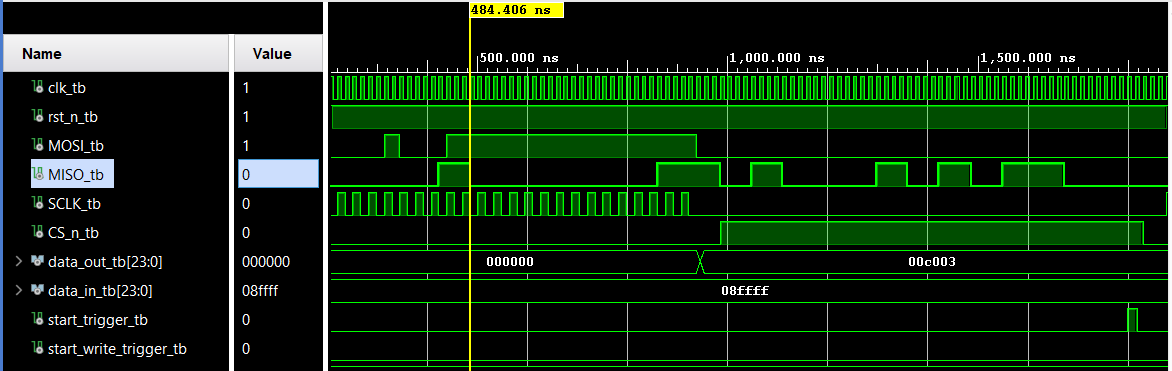 484.406 ns
Name Value
500.000 ns 1,000.000 ns 1,500.000 ns
clk_tb 1
rst_n_tb 1
MOSI_tb 1
MISO_tb 0
SCLK_tb 0
CS_n_tb 0
data_out_tb[23:0] 000000 000000 00c003
data_in_tb[23:0] 08ffff 08ffff
start_trigger_tb 0
start_write_trigger_tb 0